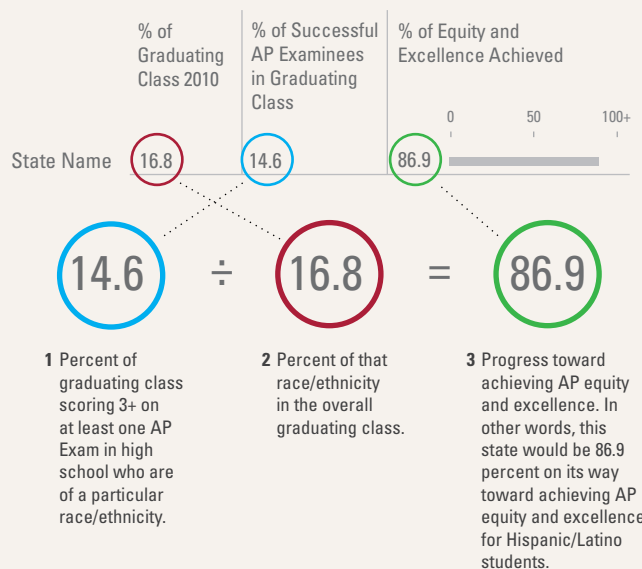 % of
Graduating
Class 2010
% of Successful
AP Examinees
in Graduating
Class
% of Equity and
Excellence Achieved
0 50 100+
State Name 16.8 14.6 86.9
14.6 ÷ 16.8 = 86.9
1 Percent of
graduating class
scoring 3+ on
at least one AP
Exam in high
school who are
of a particular
race/ethnicity.
2 Percent of that
race/ethnicity
in the overall
graduating class.
3 Progress toward
achieving AP equity
and excellence. In
other words, this
state would be 86.9
percent on its way
toward achieving AP
equity and excellence
for Hispanic/Latino
students.